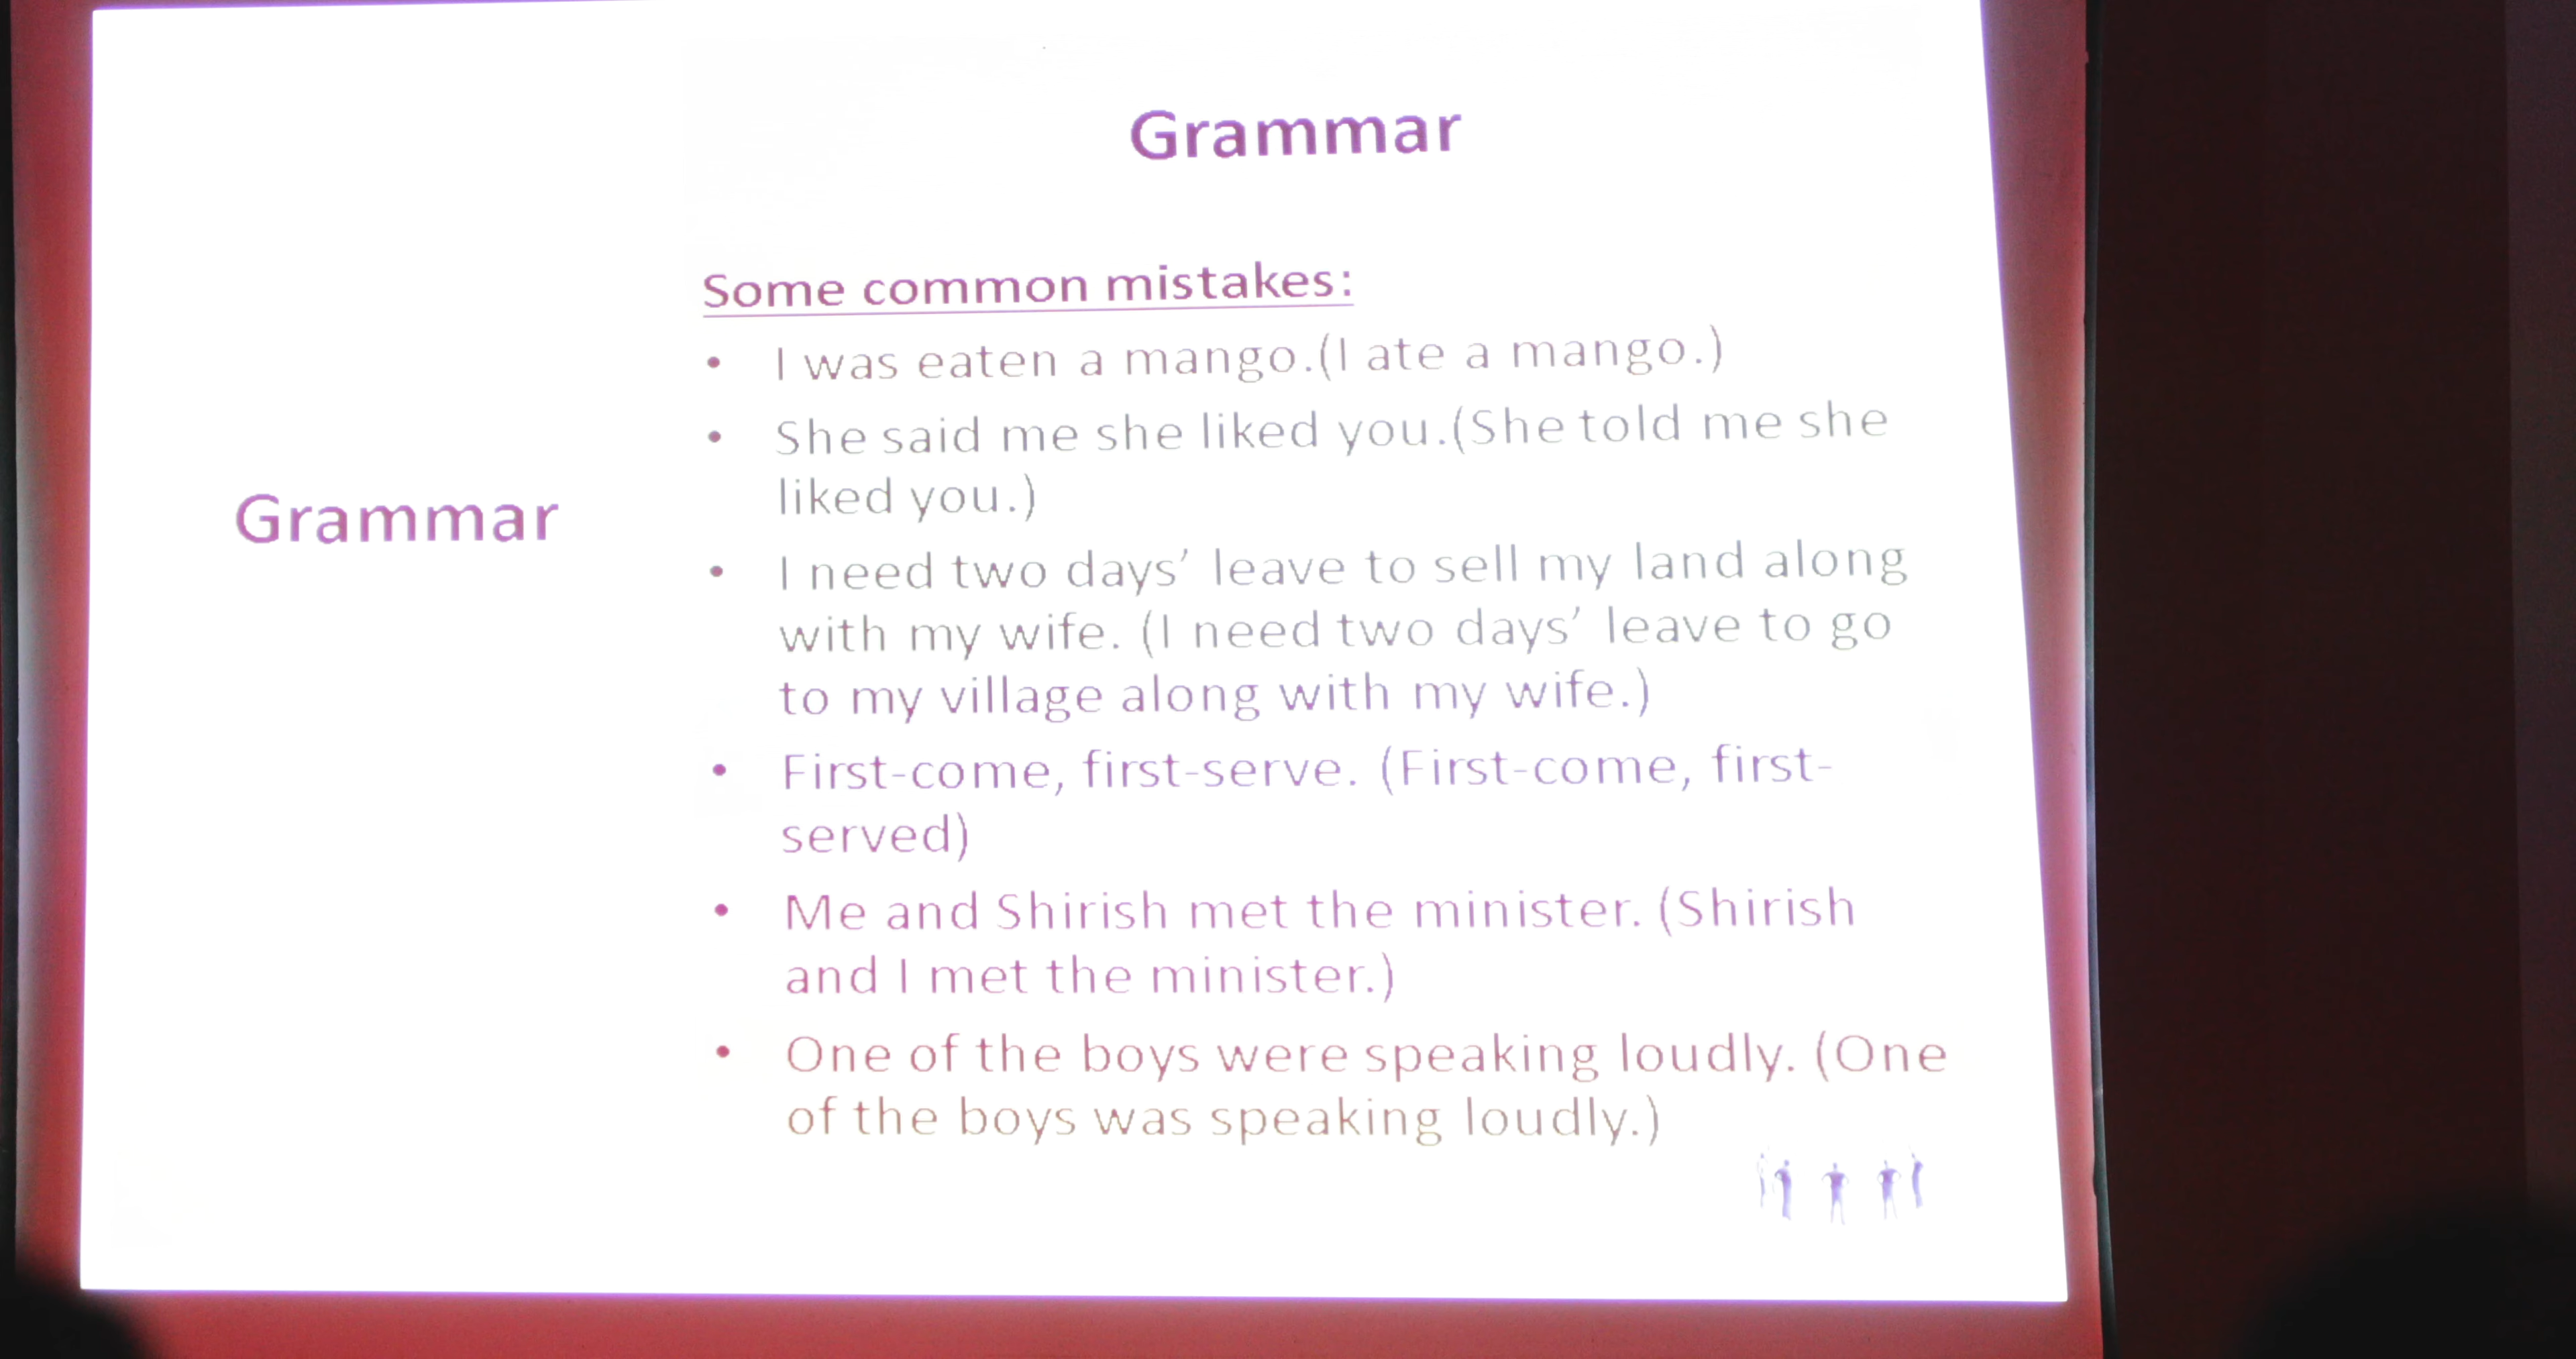 Grammar
Grammar
Some common mistakes:
• I was eaten a mango.(I ate a mango.)
• She said me she liked you.(She told me she
liked you.)
• I need two days’ leave to sell my land along
with my wife. (I need two days’ leave to go
to my village along with my wife.)
• First-come, first-serve. (First-come, first-
served)
• Me and Shirish met the minister. (Shirish
and I met the minister.)
• One of the boys were speaking loudly. (One
of the boys was speaking loudly.)